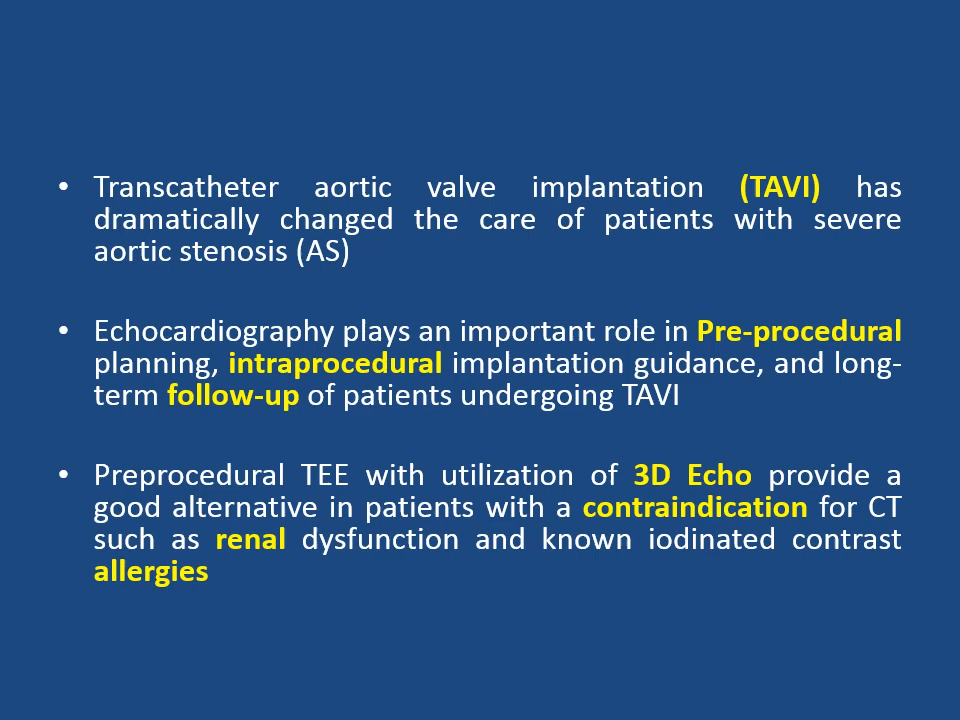 • Transcatheter aortic valve implantation (TAVI) has
dramatically changed the care of patients with severe
aortic stenosis (AS)
• Echocardiography plays an important role in Pre-procedural
planning, intraprocedural implantation guidance, and long-
term follow-up of patients undergoing TAVI
• Preprocedural TEE with utilization of 3D Echo provide a
good alternative in patients with a contraindication for CT
such as renal dysfunction and known iodinated contrast
allergies